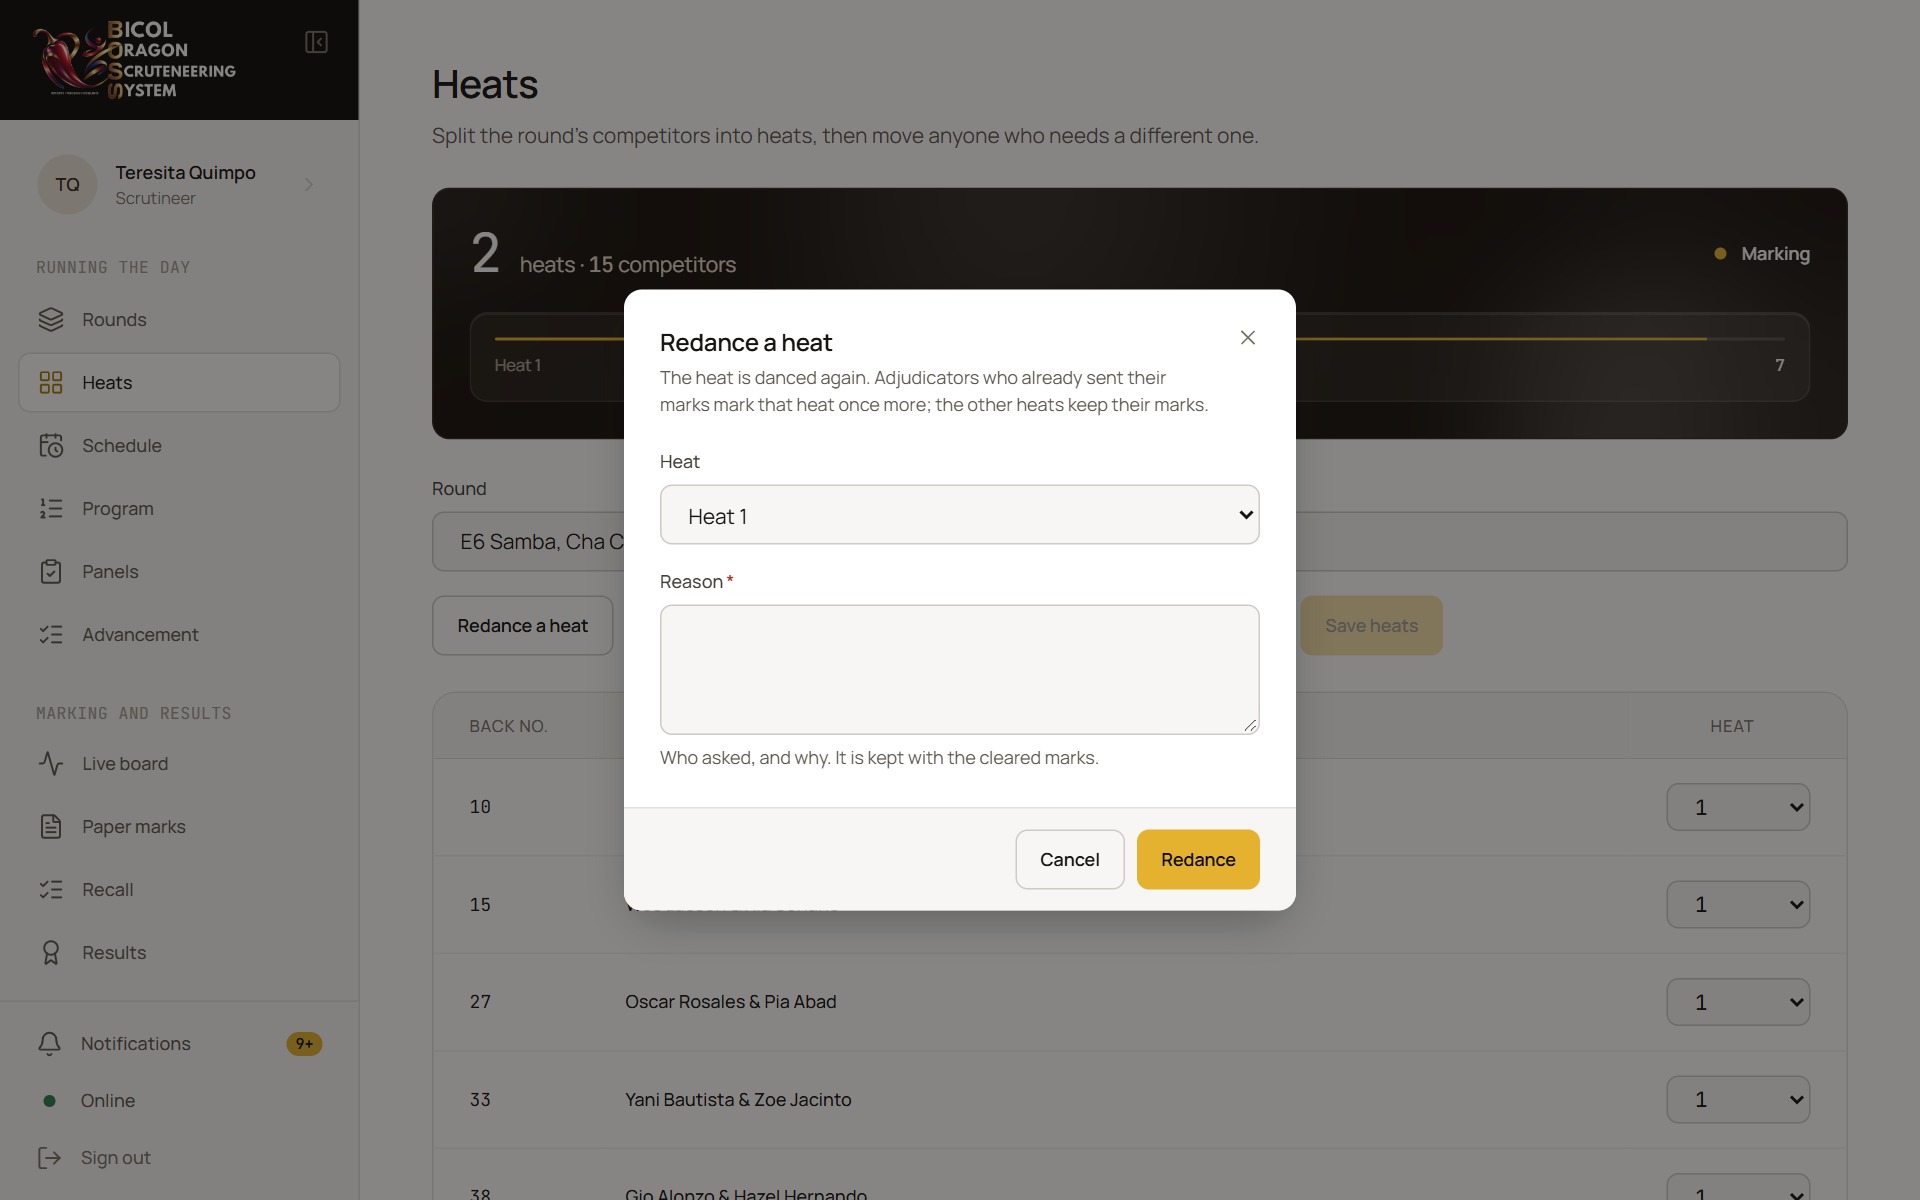 BICOL
DRAGON
SCRUTENEERING
SYSTEM
TQ
Teresita Quimpo
Scrutineer
RUNNING THE DAY
Rounds
Heats
Schedule
Program
Panels
Advancement
MARKING AND RESULTS
Live board
Paper marks
Recall
Results
Notifications
9+
Online
Sign out
Heats
Split the round's competitors into heats, then move anyone who needs a different one.
2 heats · 15 competitors
Marking
Heat 1
7
Round
E6 Samba, Cha C
Redance a heat
Save heats
BACK NO.
HEAT
10
1
15
1
27
Oscar Rosales & Pia Abad
1
33
Yani Bautista & Zoe Jacinto
1
38
Gio Alonzo & Hazel Hernando
1
Redance a heat
The heat is danced again. Adjudicators who already sent their
marks mark that heat once more; the other heats keep their marks.
Heat
Heat 1
Reason *
Who asked, and why. It is kept with the cleared marks.
Cancel
Redance